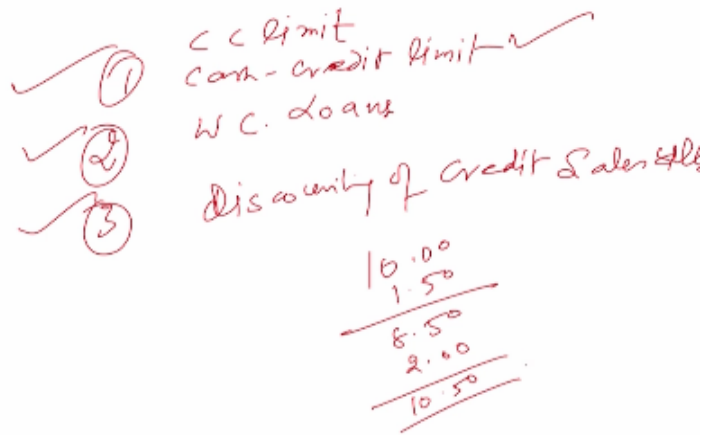 CC limit
① Cash-credit limit
② W C. Loans
③ Discounting of Credit Sales
10.00
1.50
8.50
2.00
10.50